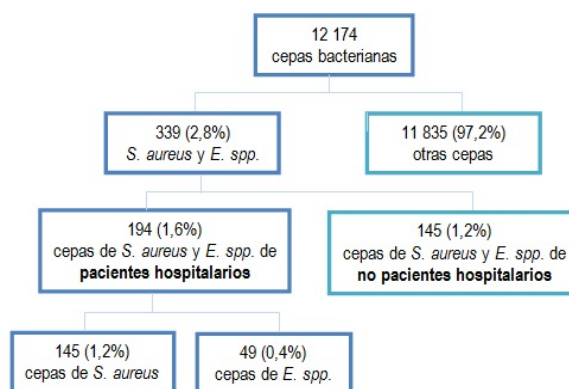 12 174
cepas bacterianas
339 (2,8%)
S. aureus y E. spp.
11 835 (97,2%)
otras cepas
194 (1,6%)
cepas de S. aureus y E. spp. de
pacientes hospitalarios
145 (1,2%)
cepas de S. aureus y E. spp. de
no pacientes hospitalarios
145 (1,2%)
cepas de S. aureus
49 (0,4%)
cepas de E. spp.